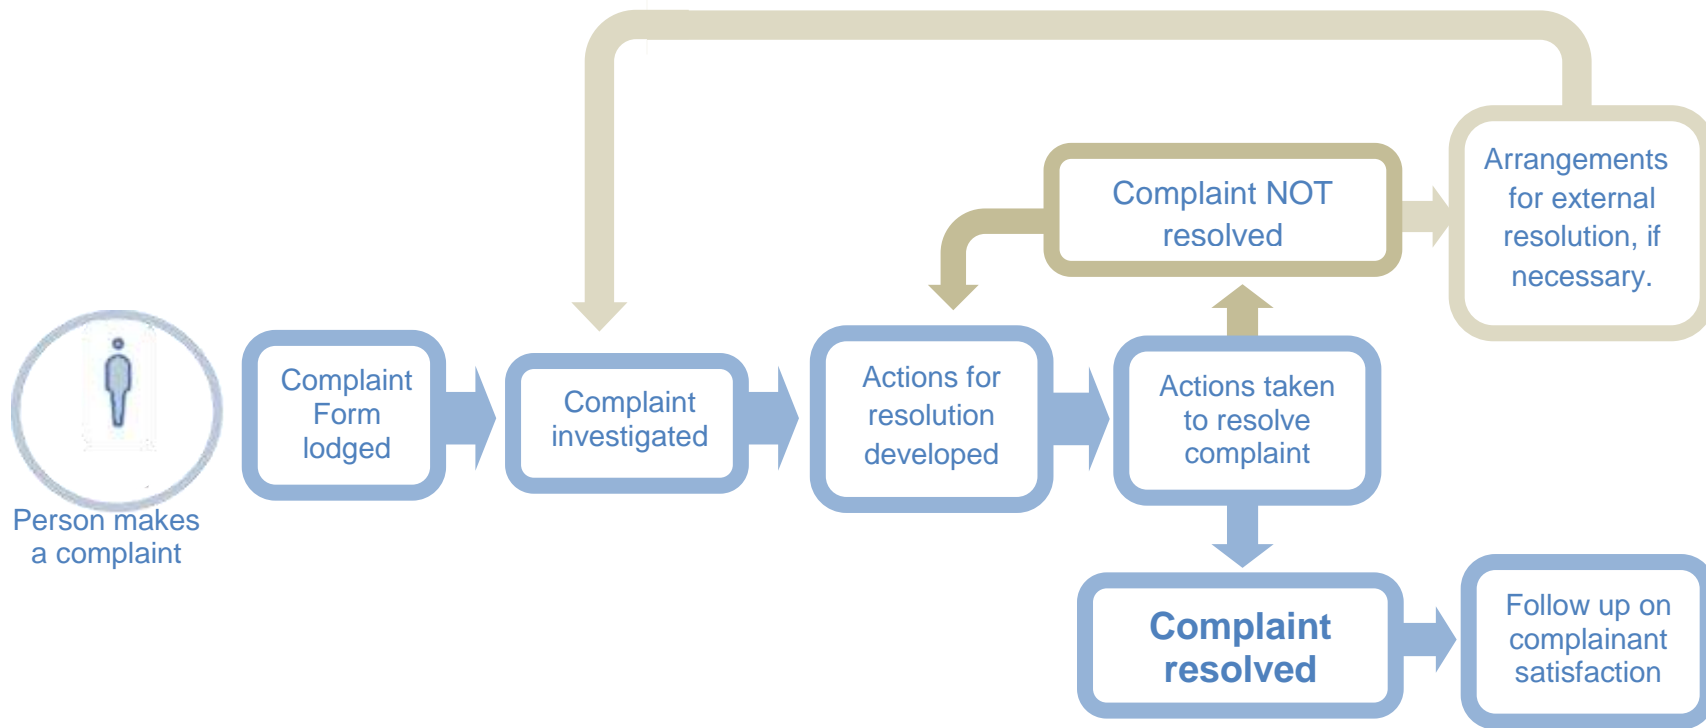 Person makes
a complaint
Complaint
Form
lodged
Complaint
investigated
Actions for
resolution
developed
Actions taken
to resolve
complaint
Complaint NOT
resolved
Arrangements
for external
resolution, if
necessary.
Complaint
resolved
Follow up on
complainant
satisfaction